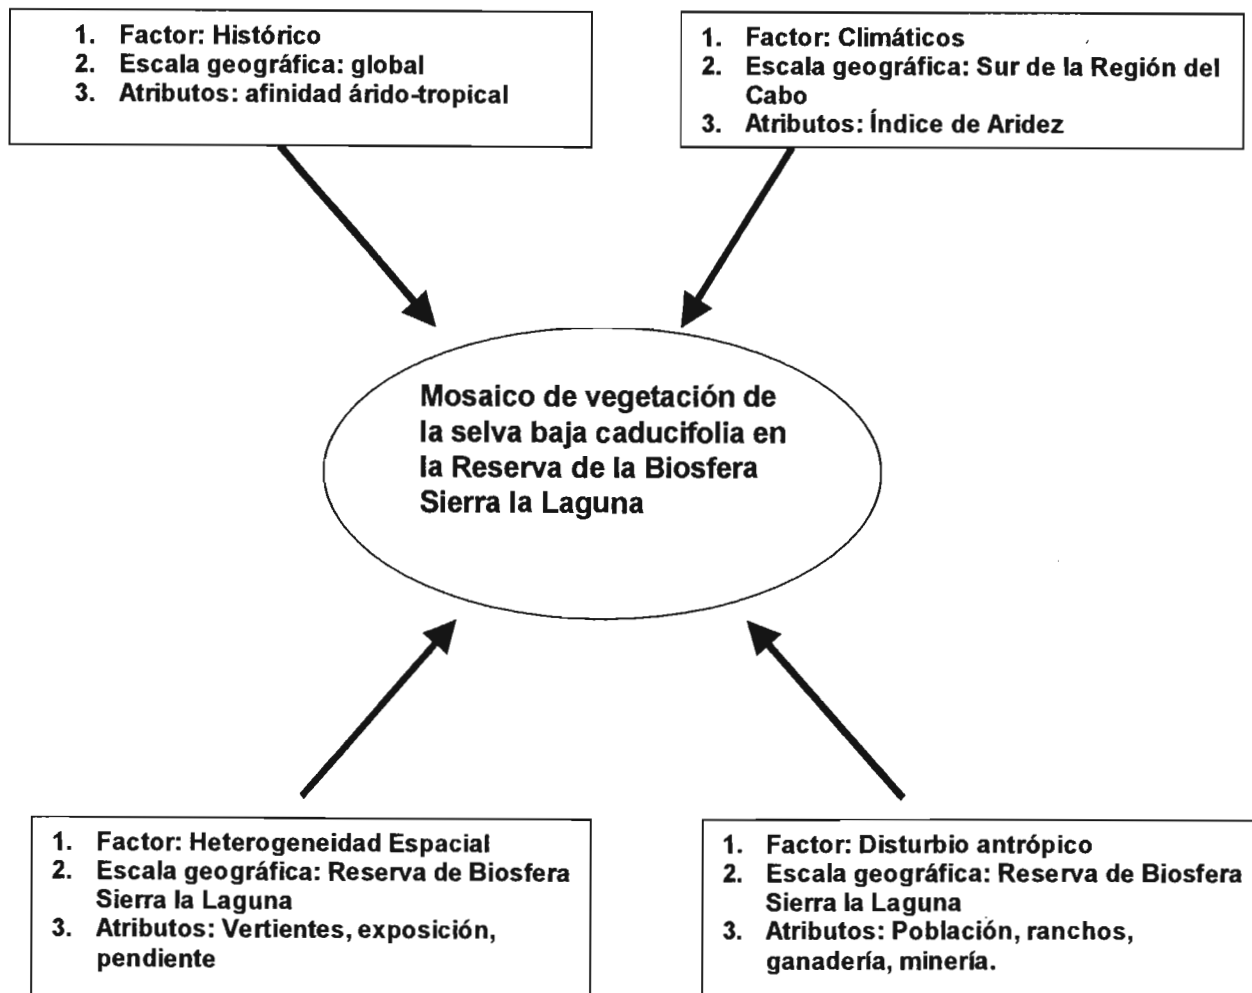 1. Factor: Histórico
2. Escala geográfica: global
3. Atributos: afinidad árido-tropical
1. Factor: Climáticos
2. Escala geográfica: Sur de la Región del
Cabo
3. Atributos: Índice de Aridez
Mosaico de vegetación de
la selva baja caducifolia en
la Reserva de la Biosfera
Sierra la Laguna
1. Factor: Heterogeneidad Espacial
2. Escala geográfica: Reserva de Biosfera
Sierra la Laguna
3. Atributos: Vertientes, exposición,
pendiente
1. Factor: Disturbio antrópico
2. Escala geográfica: Reserva de Biosfera
Sierra la Laguna
3. Atributos: Población, ranchos,
ganadería, minería.